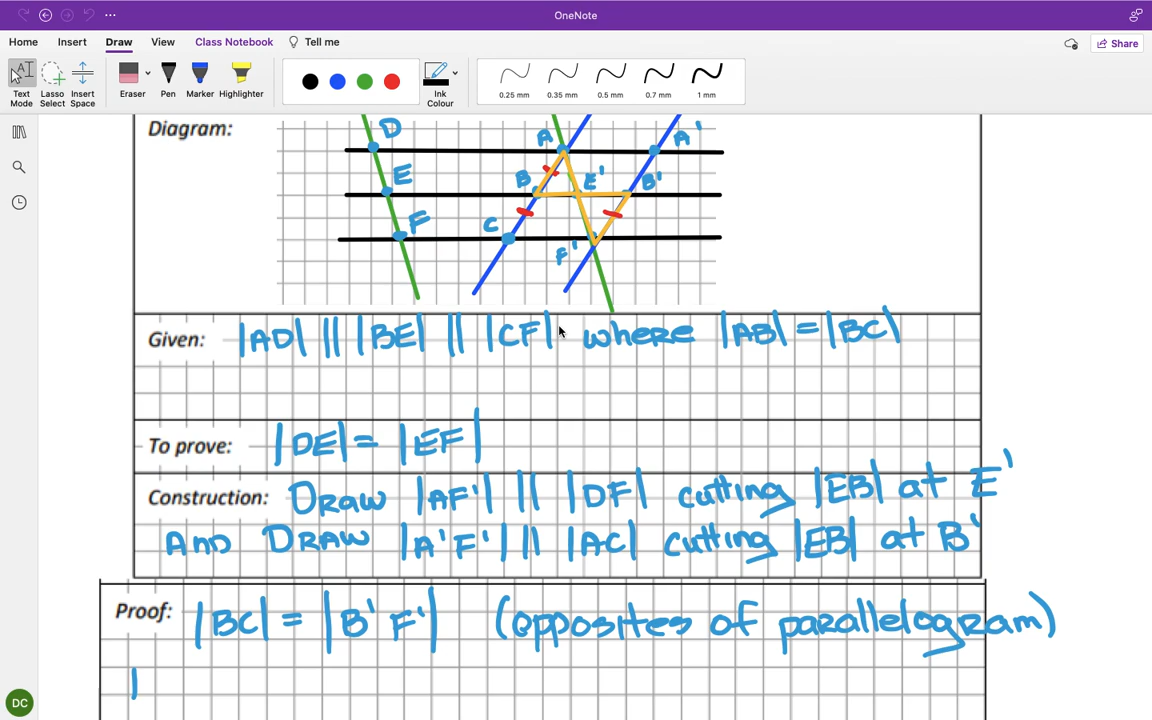 OneNote
Home Insert Draw View Class Notebook Tell me
Share
Text Mode
Lasso Select
Insert Space
Eraser
Pen
Marker
Highlighter
Ink Colour
0.25 mm
0.35 mm
0.5 mm
0.7 mm
1 mm
Diagram:
D A A'
E B E' B'
F C F'
Given: |AD| || |BE| || |CF| where |AB| = |BC|
To prove: |DE| = |EF|
Construction: Draw |AF'| || |DF| cutting |EB| at E'
And Draw |A'F'| || |AC| cutting |EB| at B'
Proof: |BC| = |B'F'| (opposites of parallelogram)
|
DC